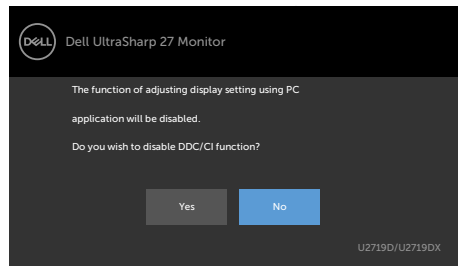 DELL
Dell UltraSharp 27 Monitor
The function of adjusting display setting using PC
application will be disabled.
Do you wish to disable DDC/CI function?
Yes
No
U2719D/U2719DX